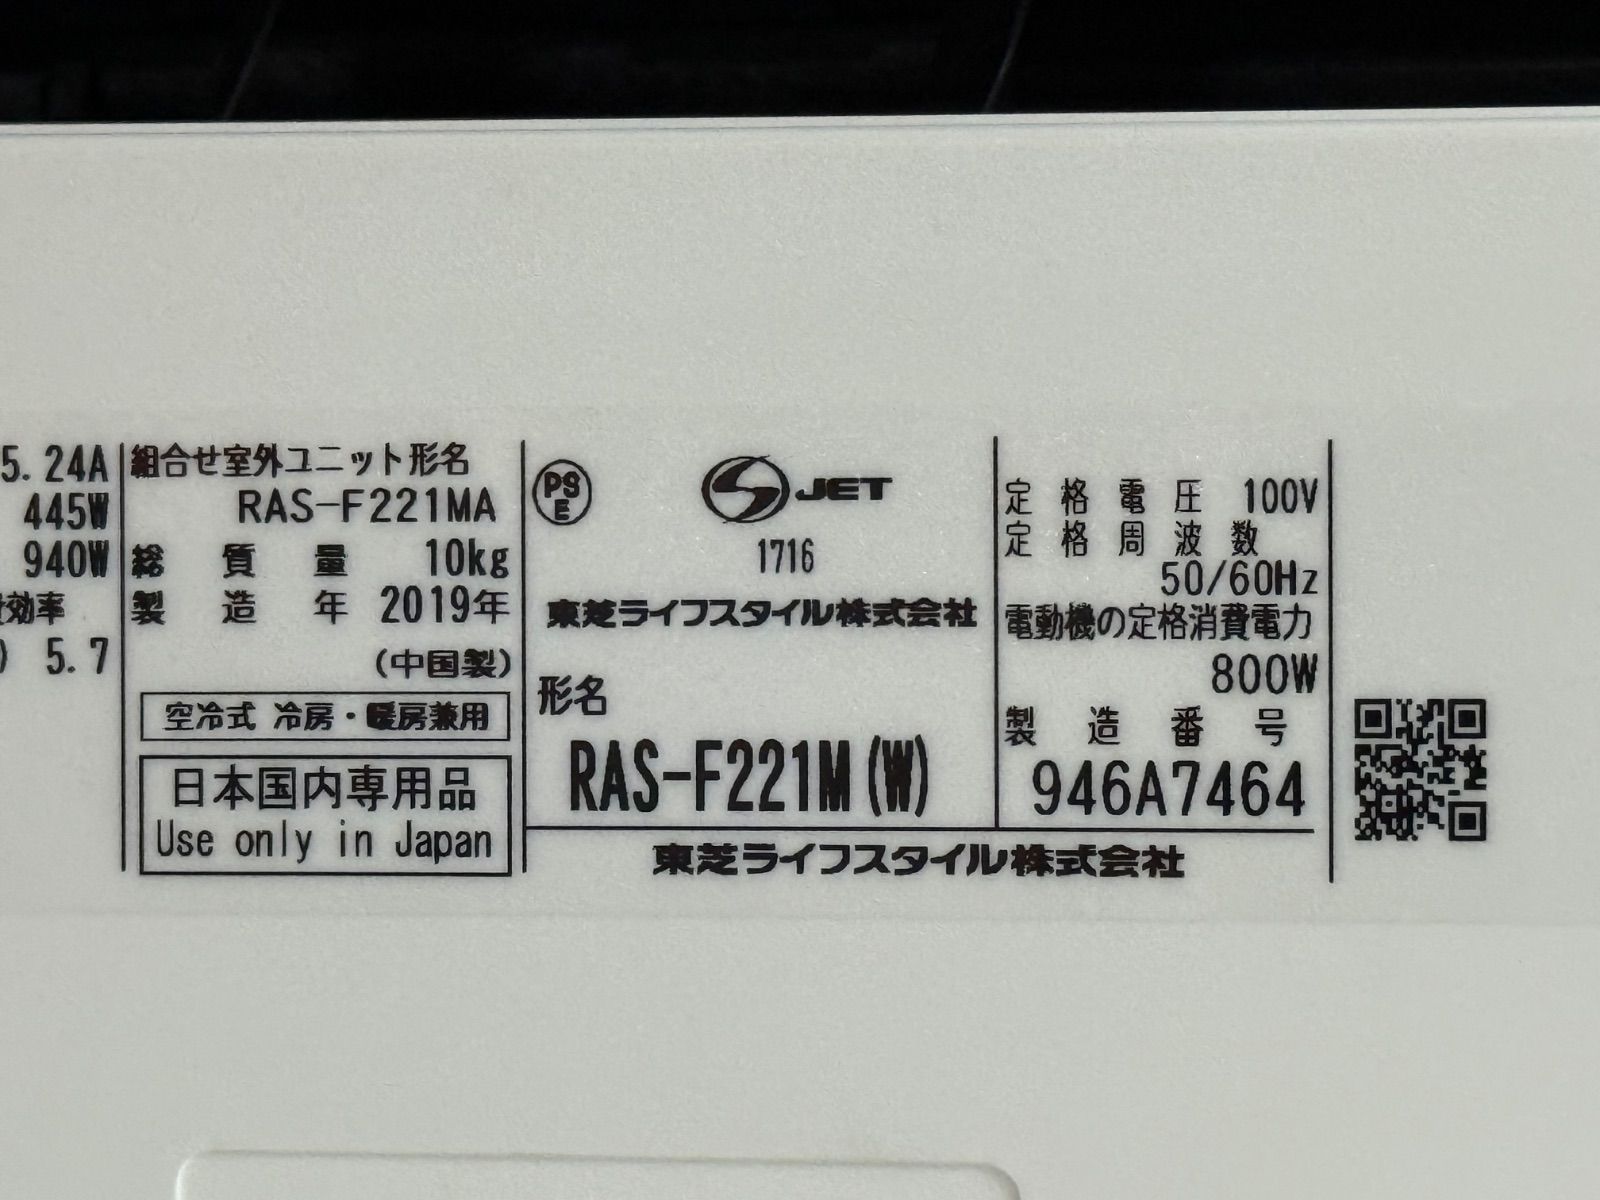 5.24A
445W
940W
効率
) 5.7
組合せ室外ユニット形名
RAS-F221MA
総質量 10kg
製造年 2019年
(中国製)
空冷式 冷房・暖房兼用
日本国内専用品
Use only in Japan
PS
E
JET
1716
東芝ライフスタイル株式会社
形名
RAS-F221M(W)
定格電圧 100V
定格周波数
50/60Hz
電動機の定格消費電力
800W
製造番号
946A7464
東芝ライフスタイル株式会社